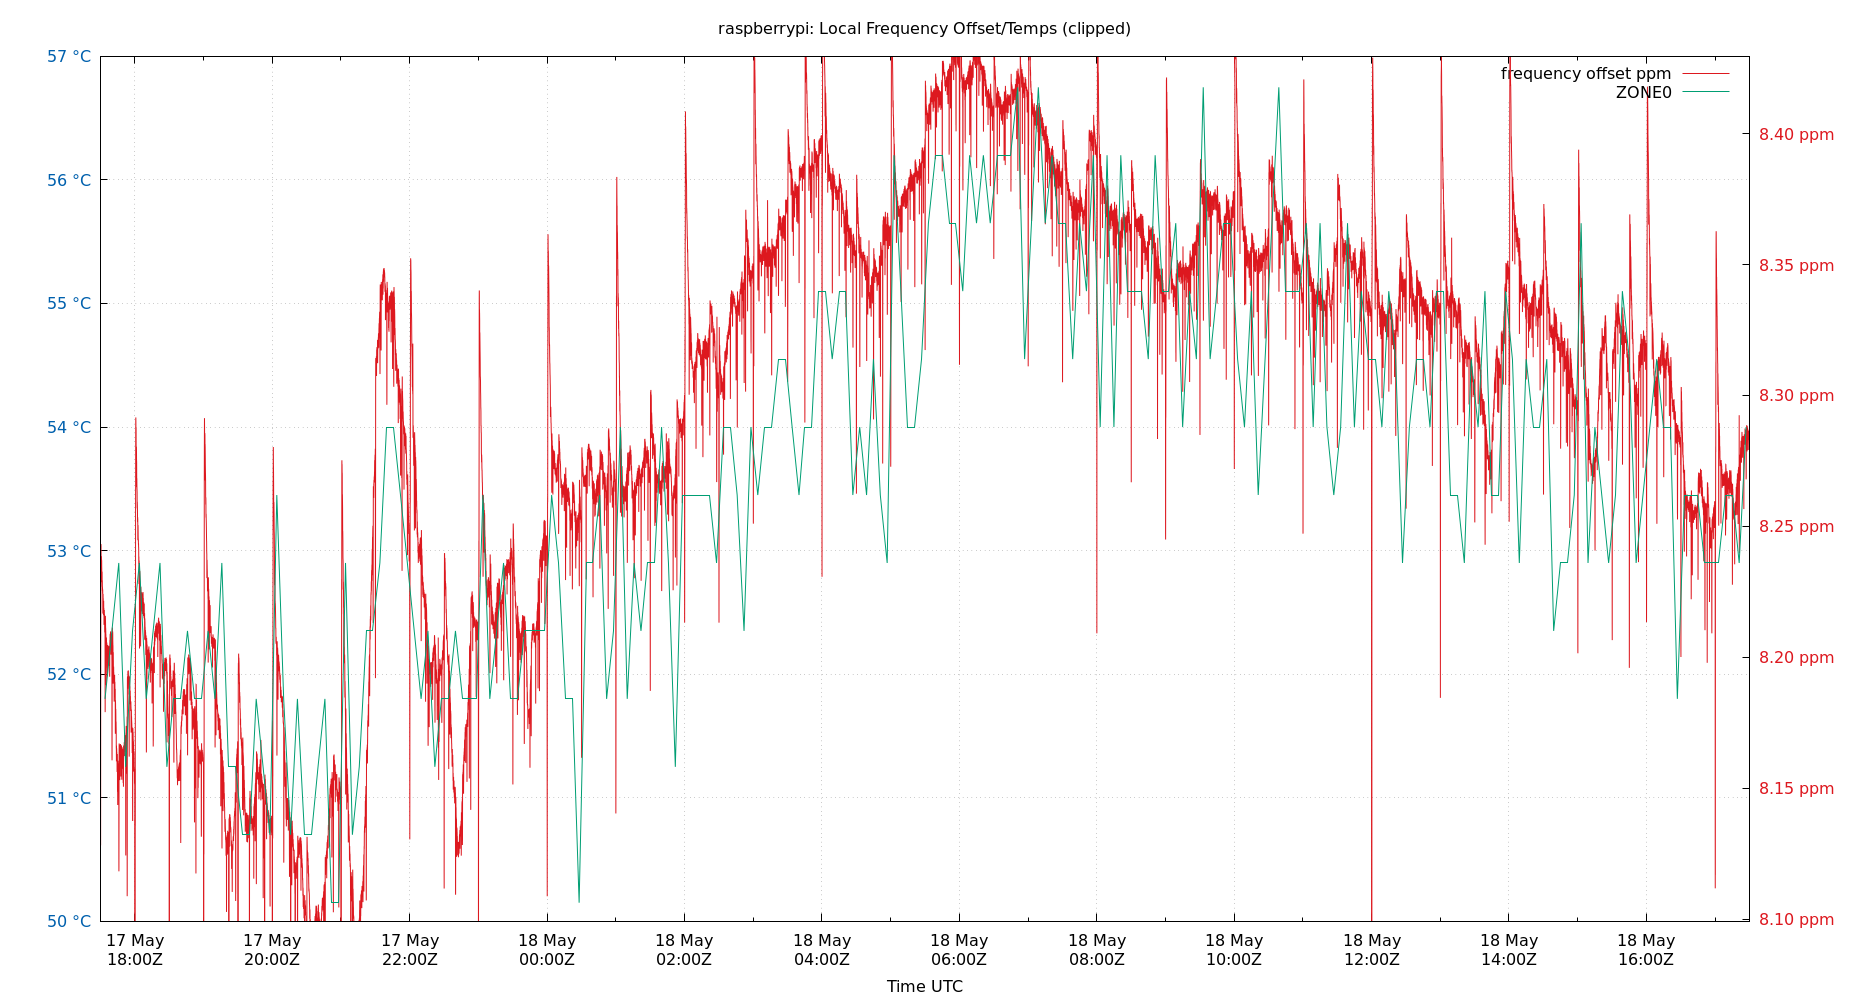 raspberrypi: Local Frequency Offset/Temps (clipped)
frequency offset ppm
ZONE0
57 °C
56 °C
55 °C
54 °C
53 °C
52 °C
51 °C
50 °C
8.40 ppm
8.35 ppm
8.30 ppm
8.25 ppm
8.20 ppm
8.15 ppm
8.10 ppm
17 May
18:00Z
17 May
20:00Z
17 May
22:00Z
18 May
00:00Z
18 May
02:00Z
18 May
04:00Z
18 May
06:00Z
18 May
08:00Z
18 May
10:00Z
18 May
12:00Z
18 May
14:00Z
18 May
16:00Z
Time UTC